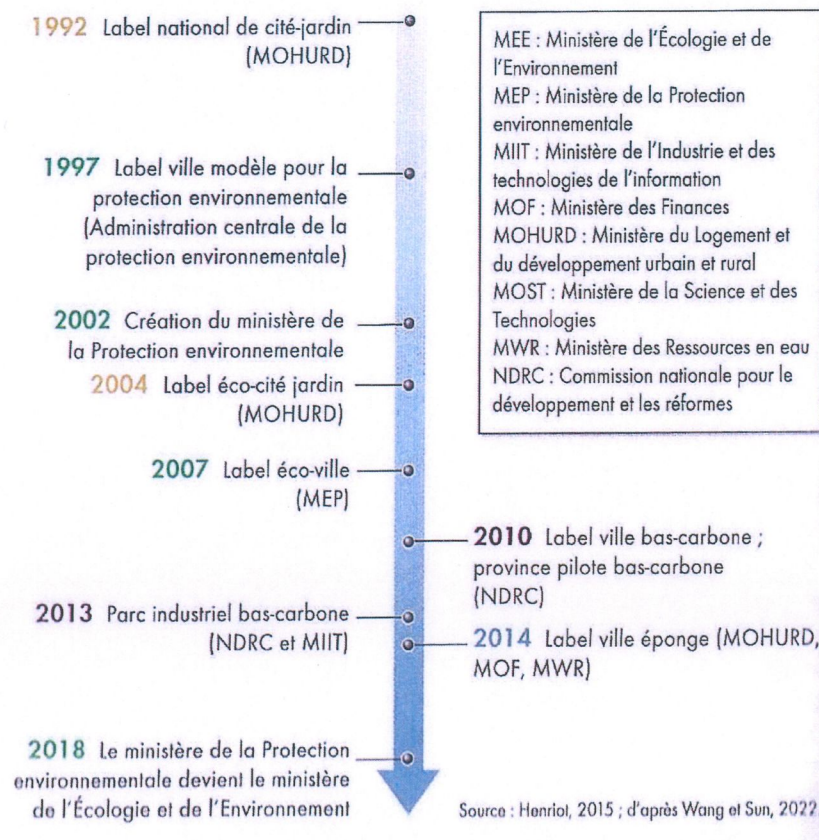 1992 Label national de cité-jardin
(MOHURD)
1997 Label ville modèle pour la
protection environnementale
(Administration centrale de la
protection environnementale)
2002 Création du ministère de
la Protection environnementale
2004 Label éco-cité jardin
(MOHURD)
2007 Label éco-ville
(MEP)
2010 Label ville bas-carbone ;
province pilote bas-carbone
(NDRC)
2013 Parc industriel bas-carbone
(NDRC et MIIT)
2014 Label ville éponge (MOHURD,
MOF, MWR)
2018 Le ministère de la Protection
environnementale devient le ministère
de l'Écologie et de l'Environnement
MEE : Ministère de l'Écologie et de
l'Environnement
MEP : Ministère de la Protection
environnementale
MIIT : Ministère de l'Industrie et des
technologies de l'information
MOF : Ministère des Finances
MOHURD : Ministère du Logement et
du développement urbain et rural
MOST : Ministère de la Science et des
Technologies
MWR : Ministère des Ressources en eau
NDRC : Commission nationale pour le
développement et les réformes
Source : Henriot, 2015 ; d'après Wang et Sun, 2022